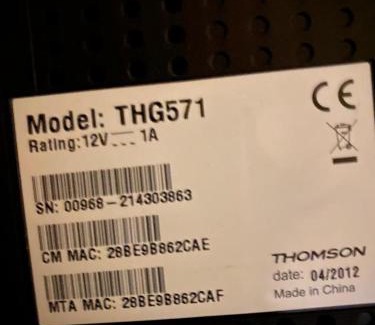 Model: THG571
Rating:12V 1A
CE
SN: 00968-214303863
CM MAC: 28BE9B862CAE
MTA MAC: 28BE9B862CAF
THOMSON
date: 04/2012
Made in China